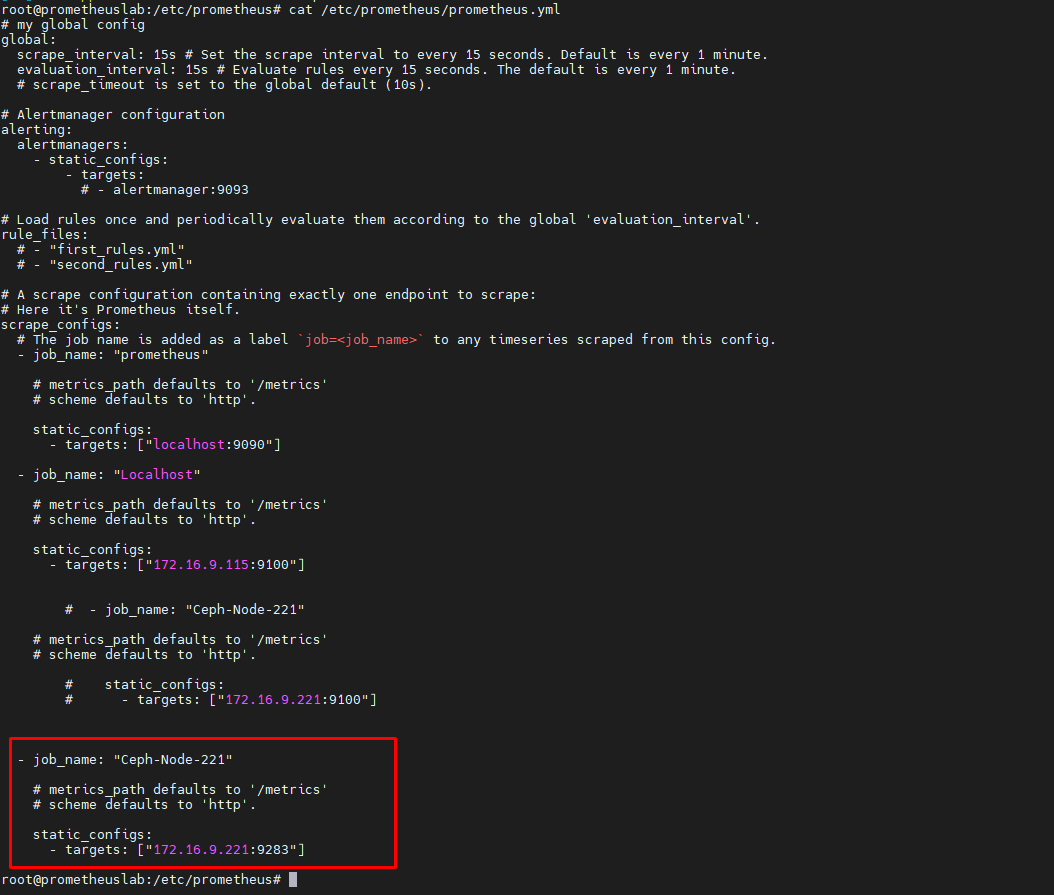 root@prometheuslab:/etc/prometheus# cat /etc/prometheus/prometheus.yml
# my global config
global:
  scrape_interval: 15s # Set the scrape interval to every 15 seconds. Default is every 1 minute.
  evaluation_interval: 15s # Evaluate rules every 15 seconds. The default is every 1 minute.
  # scrape_timeout is set to the global default (10s).

# Alertmanager configuration
alerting:
  alertmanagers:
    - static_configs:
        - targets:
          # - alertmanager:9093

# Load rules once and periodically evaluate them according to the global 'evaluation_interval'.
rule_files:
  # - "first_rules.yml"
  # - "second_rules.yml"

# A scrape configuration containing exactly one endpoint to scrape:
# Here it's Prometheus itself.
scrape_configs:
  # The job name is added as a label `job=<job_name>` to any timeseries scraped from this config.
  - job_name: "prometheus"

    # metrics_path defaults to '/metrics'
    # scheme defaults to 'http'.

    static_configs:
      - targets: ["localhost:9090"]

  - job_name: "Localhost"

    # metrics_path defaults to '/metrics'
    # scheme defaults to 'http'.

    static_configs:
      - targets: ["172.16.9.115:9100"]


        #  - job_name: "Ceph-Node-221"

    # metrics_path defaults to '/metrics'
    # scheme defaults to 'http'.

        #    static_configs:
        #      - targets: ["172.16.9.221:9100"]



  - job_name: "Ceph-Node-221"

    # metrics_path defaults to '/metrics'
    # scheme defaults to 'http'.

    static_configs:
      - targets: ["172.16.9.221:9283"]

root@prometheuslab:/etc/prometheus#